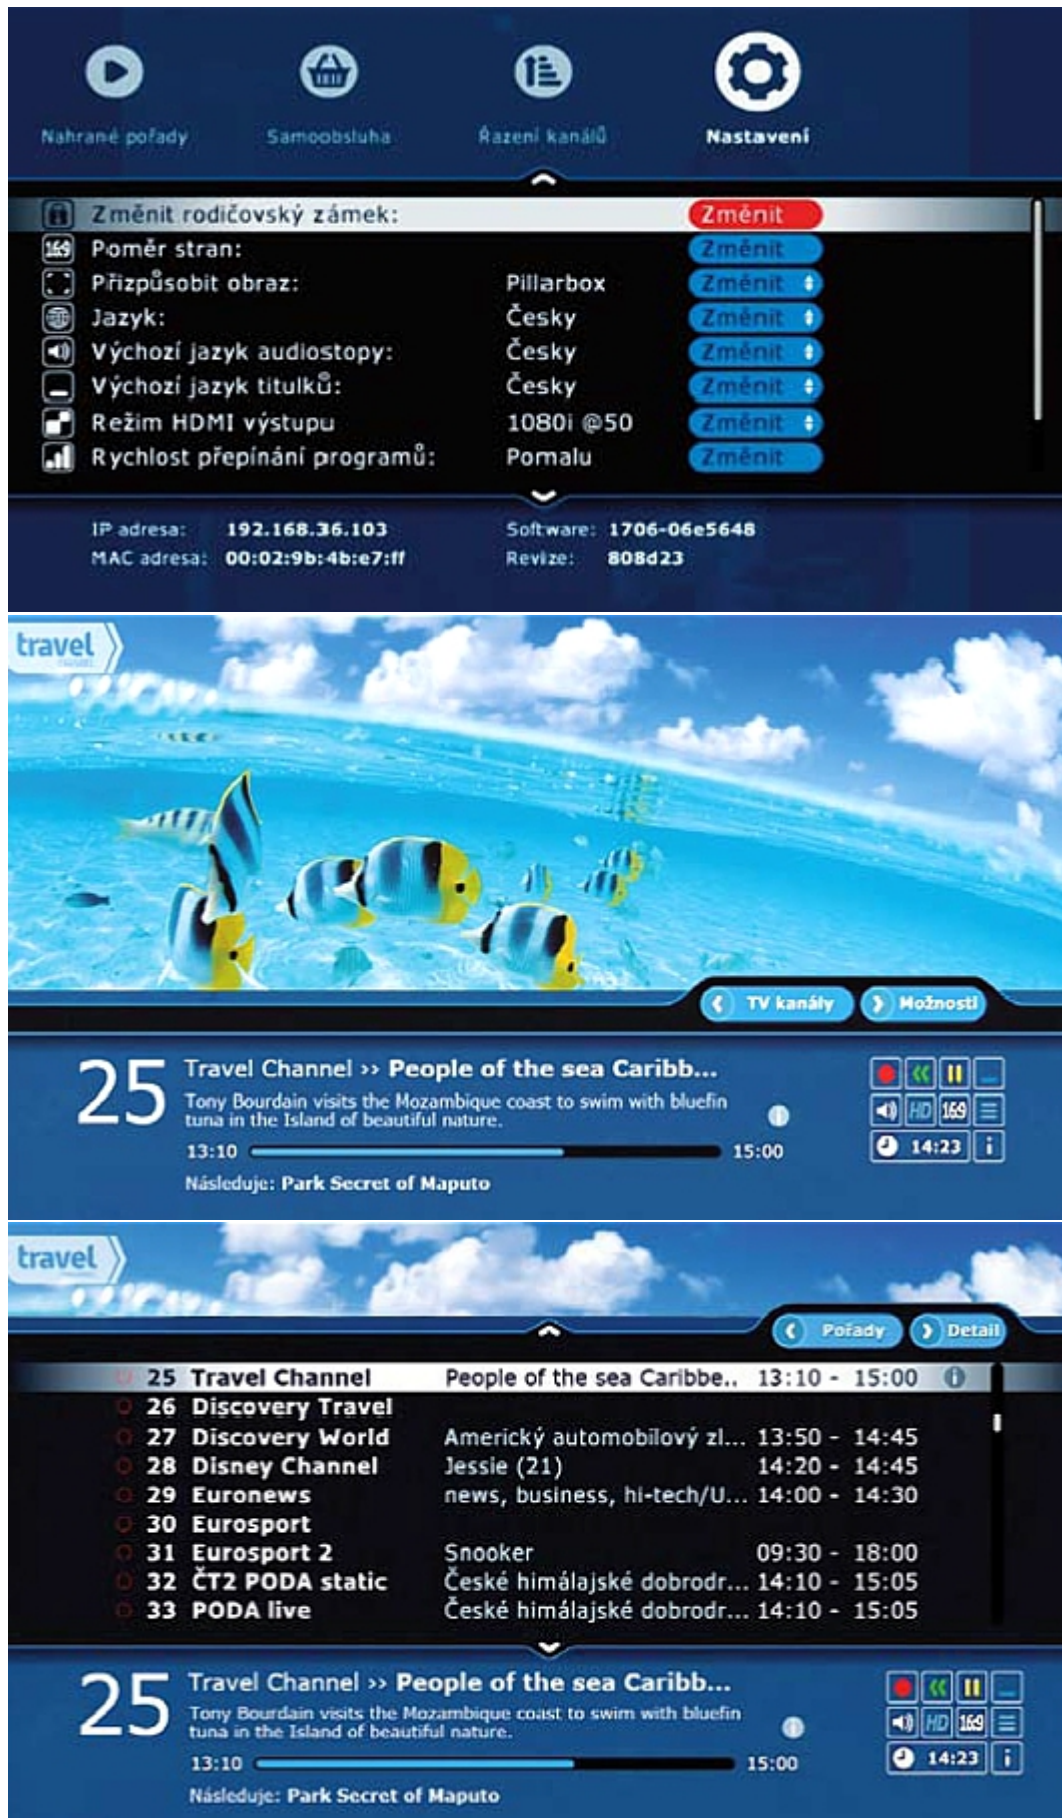 Nahrané pořady
Samoobsluha
Řazení kanálů
Nastavení
Změnit rodičovský zámek: Změnit
16:9 Poměr stran: Změnit
Přizpůsobit obraz: Pillarbox Změnit
Jazyk: Česky Změnit
Výchozí jazyk audiostopy: Česky Změnit
Výchozí jazyk titulků: Česky Změnit
Režim HDMI výstupu 1080i @50 Změnit
Rychlost přepínání programů: Pomalu Změnit
IP adresa: 192.168.36.103 Software: 1706-06e5648
MAC adresa: 00:02:9b:4b:e7:ff Revize: 808d23
travel
TV kanály Možnosti
25 Travel Channel >> People of the sea Caribb...
Tony Bourdain visits the Mozambique coast to swim with bluefin
tuna in the Island of beautiful nature.
HD 16:9
13:10 15:00 14:23 i
Následuje: Park Secret of Maputo
travel
Pořady Detail
25 Travel Channel People of the sea Caribbe.. 13:10 - 15:00 i
26 Discovery Travel
27 Discovery World Americký automobilový zl... 13:50 - 14:45
28 Disney Channel Jessie (21) 14:20 - 14:45
29 Euronews news, business, hi-tech/U... 14:00 - 14:30
30 Eurosport
31 Eurosport 2 Snooker 09:30 - 18:00
32 ČT2 PODA static České himálajské dobrodr... 14:10 - 15:05
33 PODA live České himálajské dobrodr... 14:10 - 15:05
25 Travel Channel >> People of the sea Caribb...
Tony Bourdain visits the Mozambique coast to swim with bluefin
tuna in the Island of beautiful nature.
HD 16:9
13:10 15:00 14:23 i
Následuje: Park Secret of Maputo